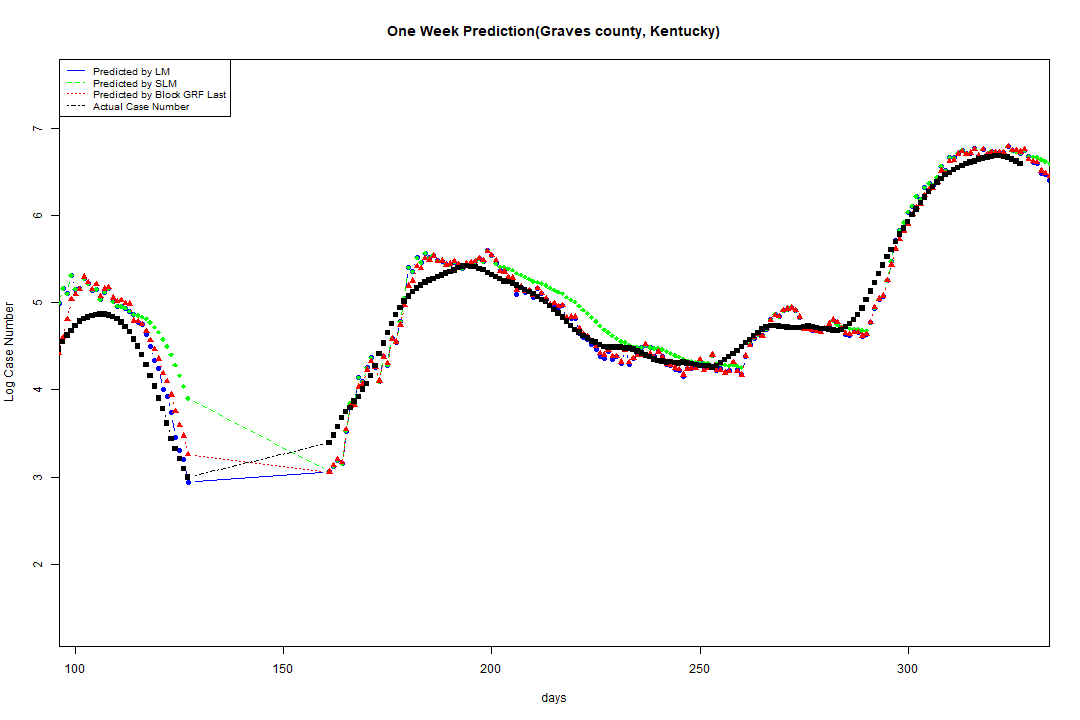 One Week Prediction(Graves county, Kentucky)
Predicted by LM
Predicted by SLM
Predicted by Block GRF Last
Actual Case Number
Log Case Number
7
6
5
4
3
2
100 150 200 250 300
days